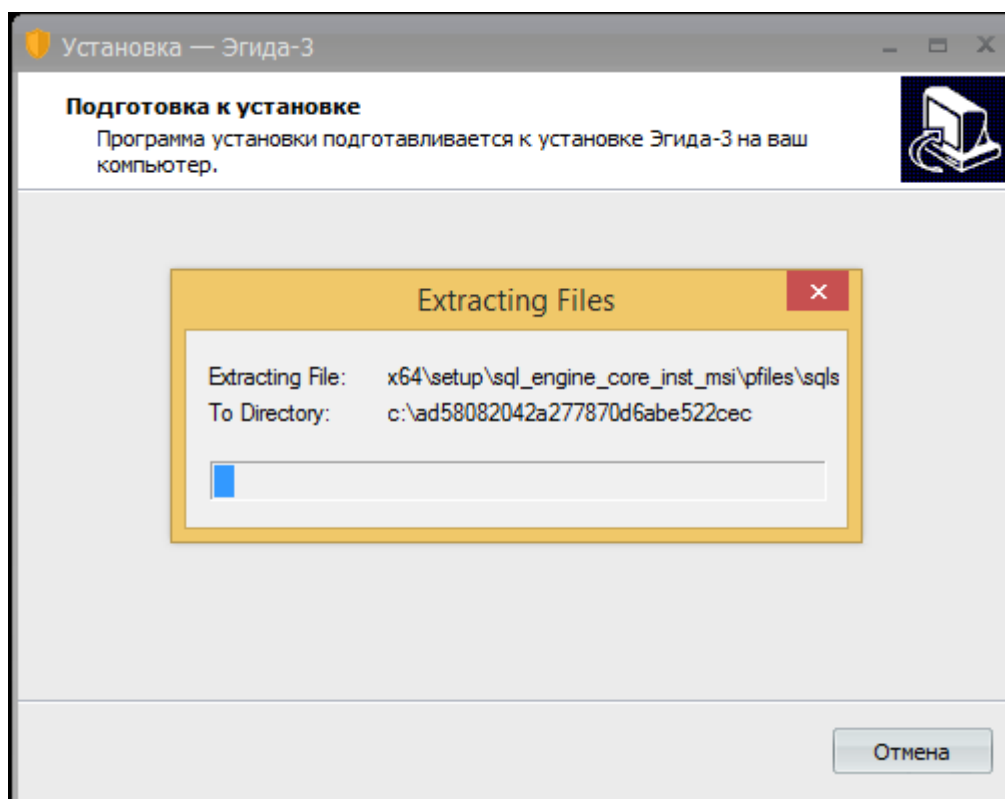 Установка — Эгида-3
Подготовка к установке
Программа установки подготавливается к установке Эгида-3 на ваш
компьютер.
Extracting Files
Extracting File: x64\setup\sql_engine_core_inst_msi\pfiles\sqls
To Directory: c:\ad58082042a277870d6abe522cec
Отмена